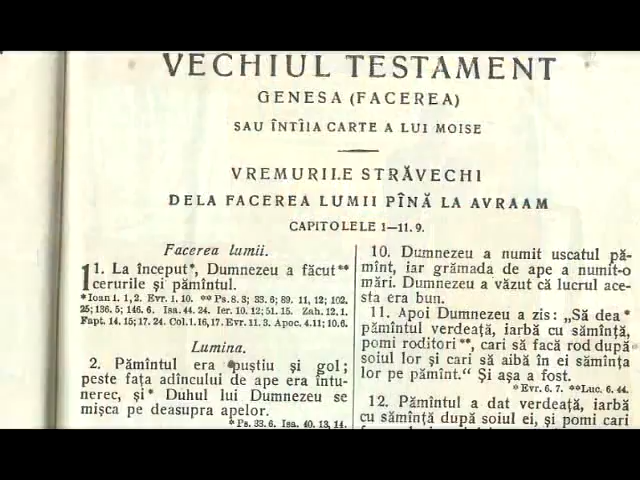 VECHIUL TESTAMENT
GENESA (FACEREA)
SAU ÎNTÎIA CARTE A LUI MOISE
VREMURILE STRĂVECHI
DELA FACEREA LUMII PÎNĂ LA AVRAAM
CAPITOLELE 1—11.9.
Facerea lumii.
1 1. La început*, Dumnezeu a făcut**
cerurile și pămîntul.
*Ioan 1. 1, 2. Evr. 1. 10. **Ps. 8. 3; 33. 6; 89. 11, 12; 102.
25; 136. 5; 146. 6. Isa. 44. 24. Ier. 10. 12; 51. 15. Zah. 12. 1.
Fapt. 14. 15; 17. 24. Col. 1. 16, 17. Evr. 11. 3. Apoc. 4. 11; 10. 6.
Lumina.
2. Pămîntul era pustiu și gol;
peste fața adîncului de ape era întu-
nerec, și* Duhul lui Dumnezeu se
mișca pe deasupra apelor.
*Ps. 33. 6. Isa. 40. 13, 14.
10. Dumnezeu a numit uscatul pă-
mînt, iar grămada de ape a numit-o
mări. Dumnezeu a văzut că lucrul ace-
sta era bun.
11. Apoi Dumnezeu a zis: „Să dea*
pămîntul verdeață, iarbă cu sămînță,
pomi roditori**, cari să facă rod după
soiul lor și cari să aibă în ei sămînța
lor pe pămînt.“ Și așa a fost.
*Evr. 6. 7. **Luc. 6. 44.
12. Pămîntul a dat verdeață, iarbă
cu sămînță după soiul ei, și pomi cari